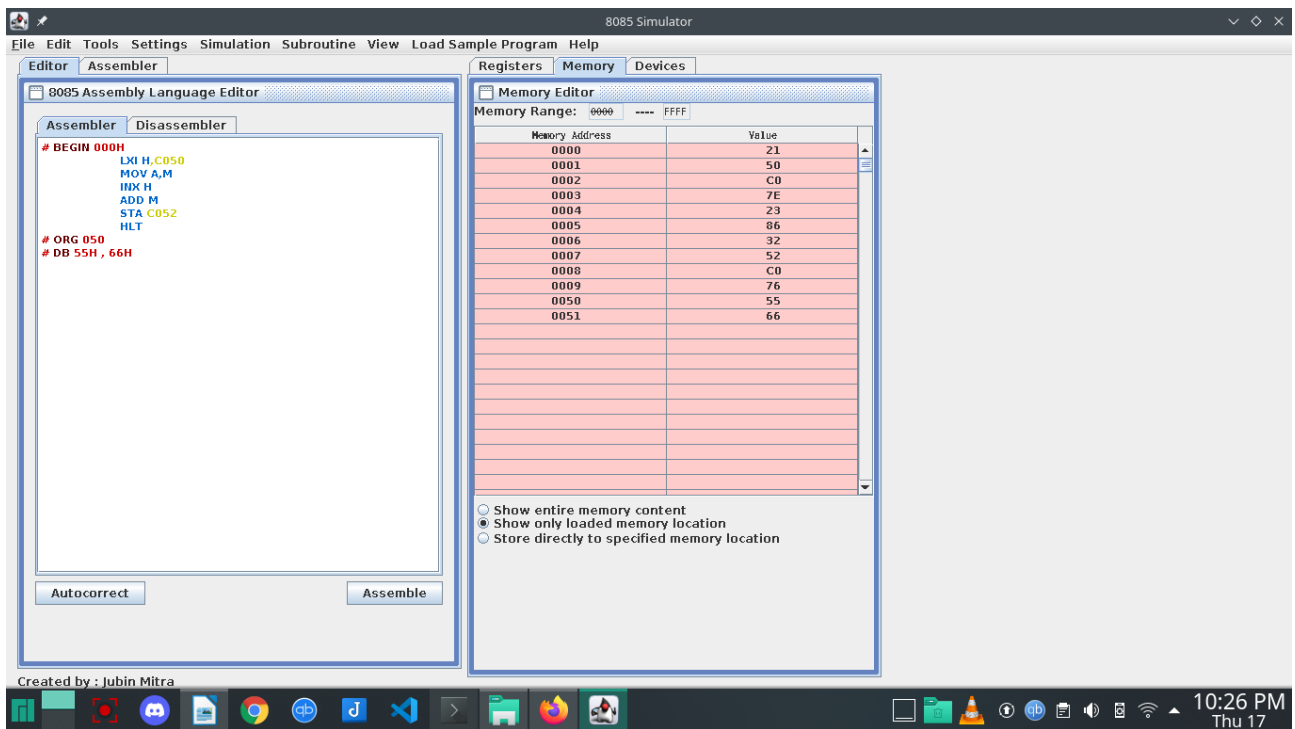 8085 Simulator
File Edit Tools Settings Simulation Subroutine View Load Sample Program Help
Editor Assembler
8085 Assembly Language Editor
Assembler Disassembler
# BEGIN 000H
LXI H,C050
MOV A,M
INX H
ADD M
STA C052
HLT
# ORG 050
# DB 55H , 66H
Autocorrect Assemble
Registers Memory Devices
Memory Editor
Memory Range: 0000 ---- FFFF
Memory Address Value
0000 21
0001 50
0002 C0
0003 7E
0004 23
0005 86
0006 32
0007 52
0008 C0
0009 76
0050 55
0051 66
Show entire memory content
Show only loaded memory location
Store directly to specified memory location
Created by : Jubin Mitra
qb
J
qb
10:26 PM
Thu 17